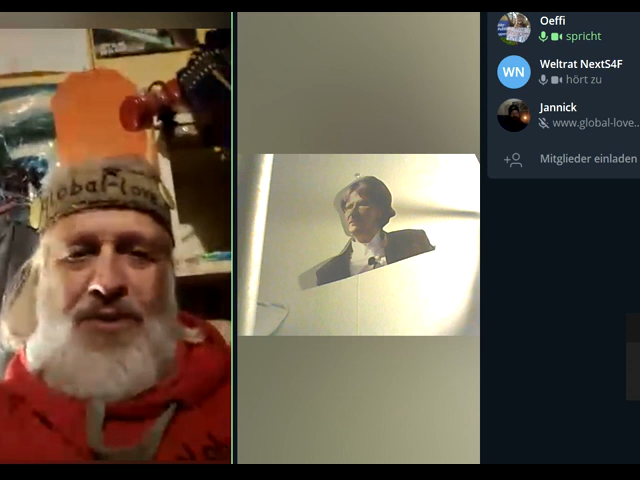 global-love
Oeffi
spricht
WN
Weltrat NextS4F
hört zu
Jannick
www.global-love...
Mitglieder einladen